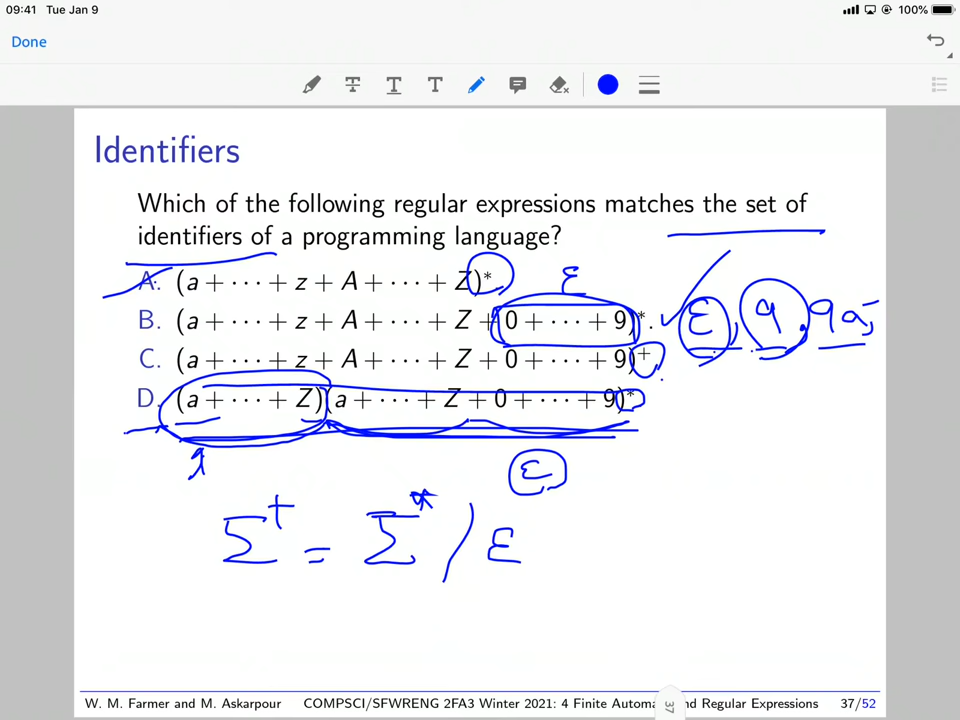 09:41 Tue Jan 9 100%
Done
Identifiers
Which of the following regular expressions matches the set of
identifiers of a programming language?
A. (a + ⋯ + z + A + ⋯ + Z)*.
ε
B. (a + ⋯ + z + A + ⋯ + Z + 0 + ⋯ + 9)*. ε, 9, 9a,
C. (a + ⋯ + z + A + ⋯ + Z + 0 + ⋯ + 9)⁺.
D. (a + ⋯ + Z)(a + ⋯ + Z + 0 + ⋯ + 9)*.
ε
Σ⁺ = Σ* / ε
W. M. Farmer and M. Askarpour COMPSCI/SFWRENG 2FA3 Winter 2021: 4 Finite Automa nd Regular Expressions 37/52
37